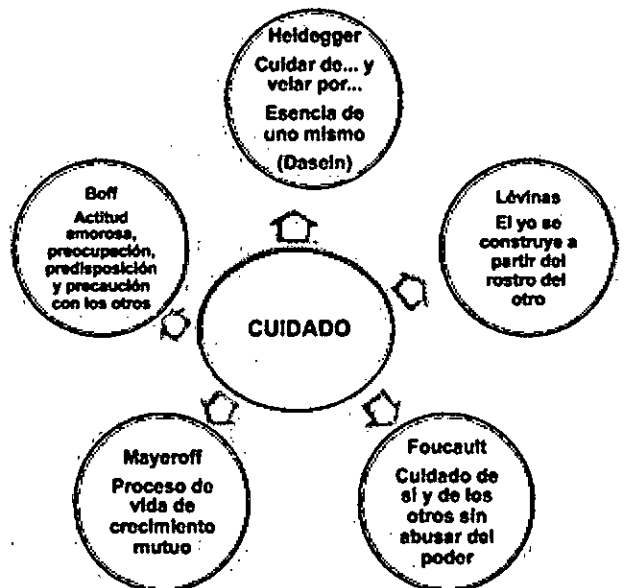 Heidegger
Cuidar de... y
velar por...
Esencia de
uno mismo
(Dasein)
Boff
Actitud
amorosa,
preocupación,
predisposición
y precaución
con los otros
Lévinas
El yo se
construye a
partir del
rostro del
otro
CUIDADO
Mayeroff
Proceso de
vida de
crecimiento
mutuo
Foucault
Cuidado de
sí y de los
otros sin
abusar del
poder